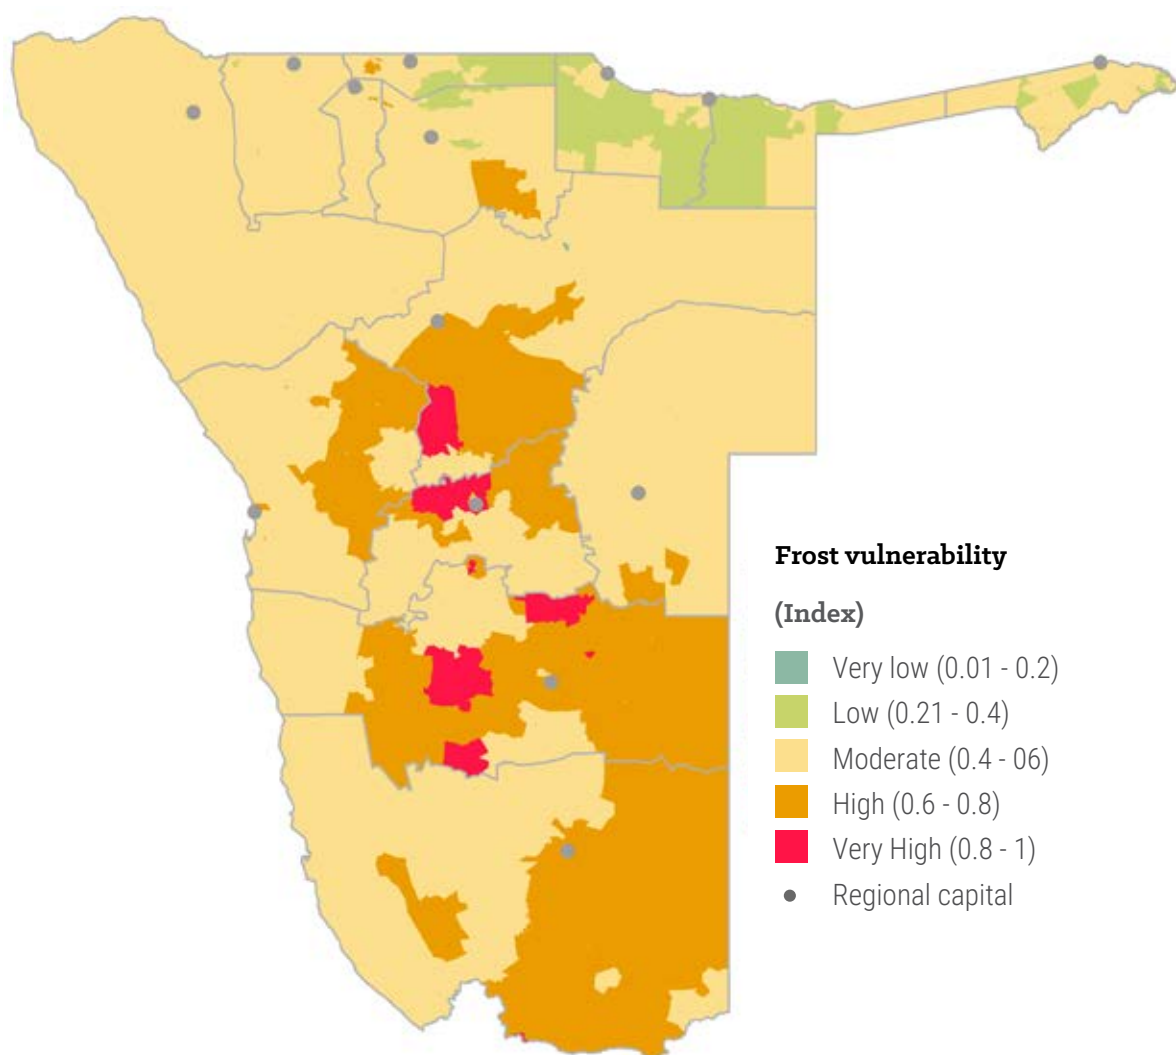 Frost vulnerability
(Index)
Very low (0.01 - 0.2)
Low (0.21 - 0.4)
Moderate (0.4 - 06)
High (0.6 - 0.8)
Very High (0.8 - 1)
Regional capital